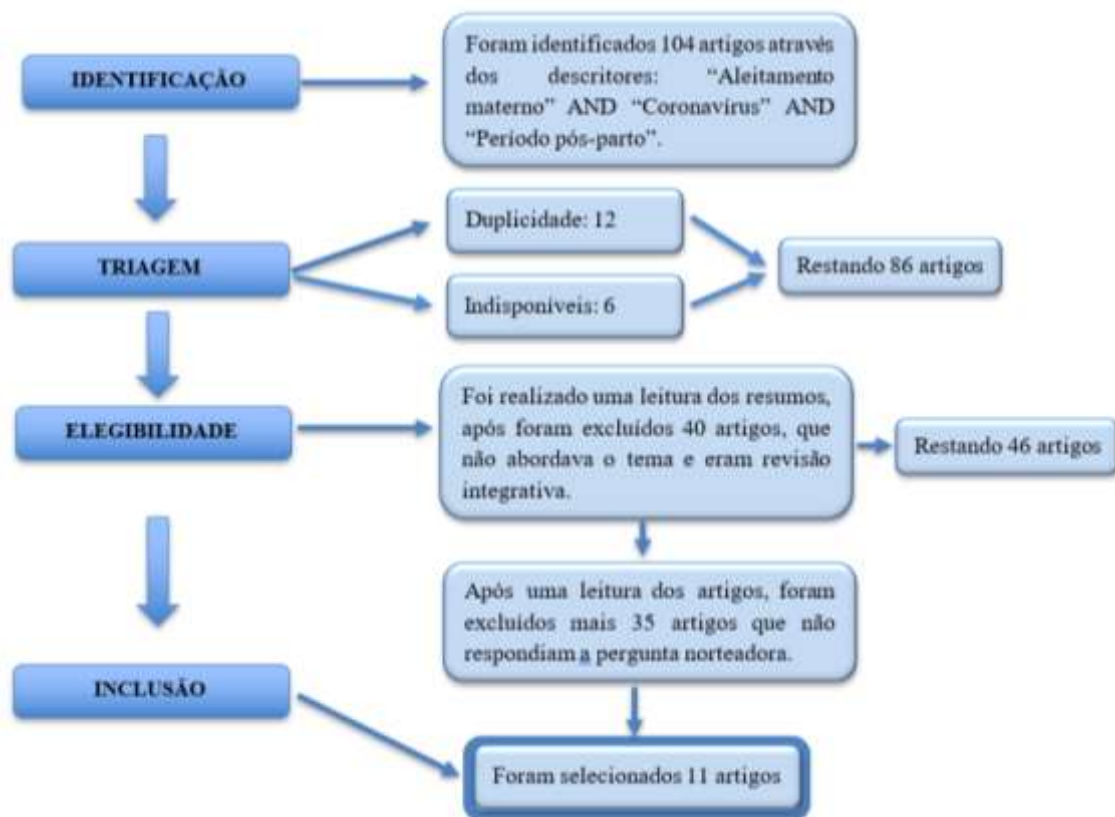 IDENTIFICAÇÃO
Foram identificados 104 artigos através
dos descritores: “Aleitamento
materno” AND “Coronavírus” AND
“Período pós-parto”.
TRIAGEM
Duplicidade: 12
Indisponíveis: 6
Restando 86 artigos
ELEGIBILIDADE
Foi realizado uma leitura dos resumos,
após foram excluídos 40 artigos, que
não abordava o tema e eram revisão
integrativa.
Restando 46 artigos
Após uma leitura dos artigos, foram
excluídos mais 35 artigos que não
respondiam a pergunta norteadora.
INCLUSÃO
Foram selecionados 11 artigos